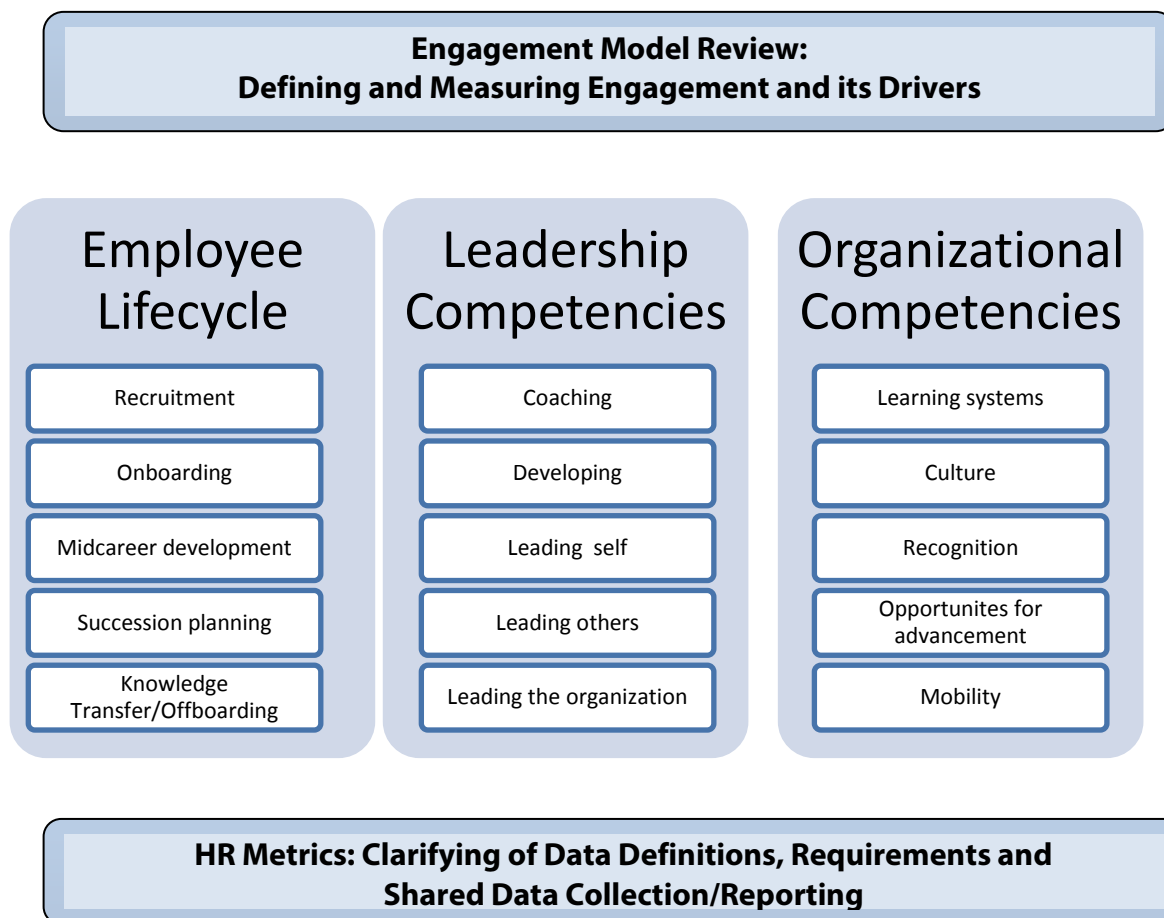 Engagement Model Review:
Defining and Measuring Engagement and its Drivers
Employee
Lifecycle
Recruitment
Onboarding
Midcareer development
Succession planning
Knowledge
Transfer/Offboarding
Leadership
Competencies
Coaching
Developing
Leading  self
Leading others
Leading the organization
Organizational
Competencies
Learning systems
Culture
Recognition
Opportunites for
advancement
Mobility
HR Metrics: Clarifying of Data Definitions, Requirements and
Shared Data Collection/Reporting